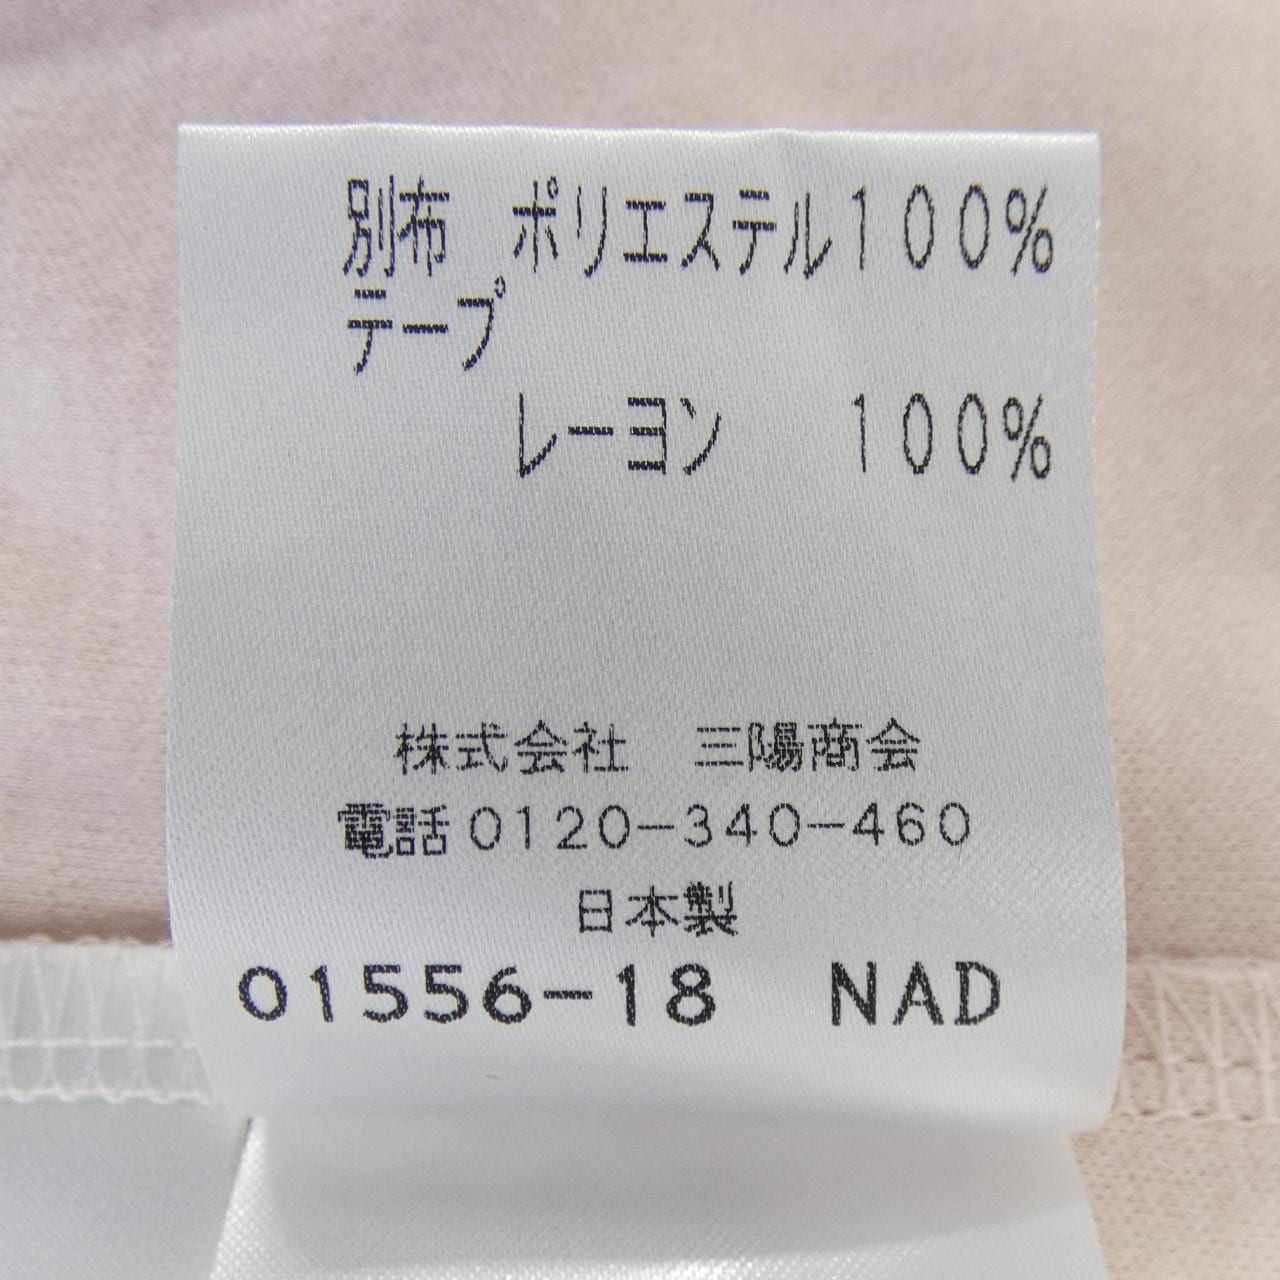 別布 ポリエステル100%
テープ
レーヨン 100%
株式会社 三陽商会
電話0120-340-460
日本製
01556-18 NAD